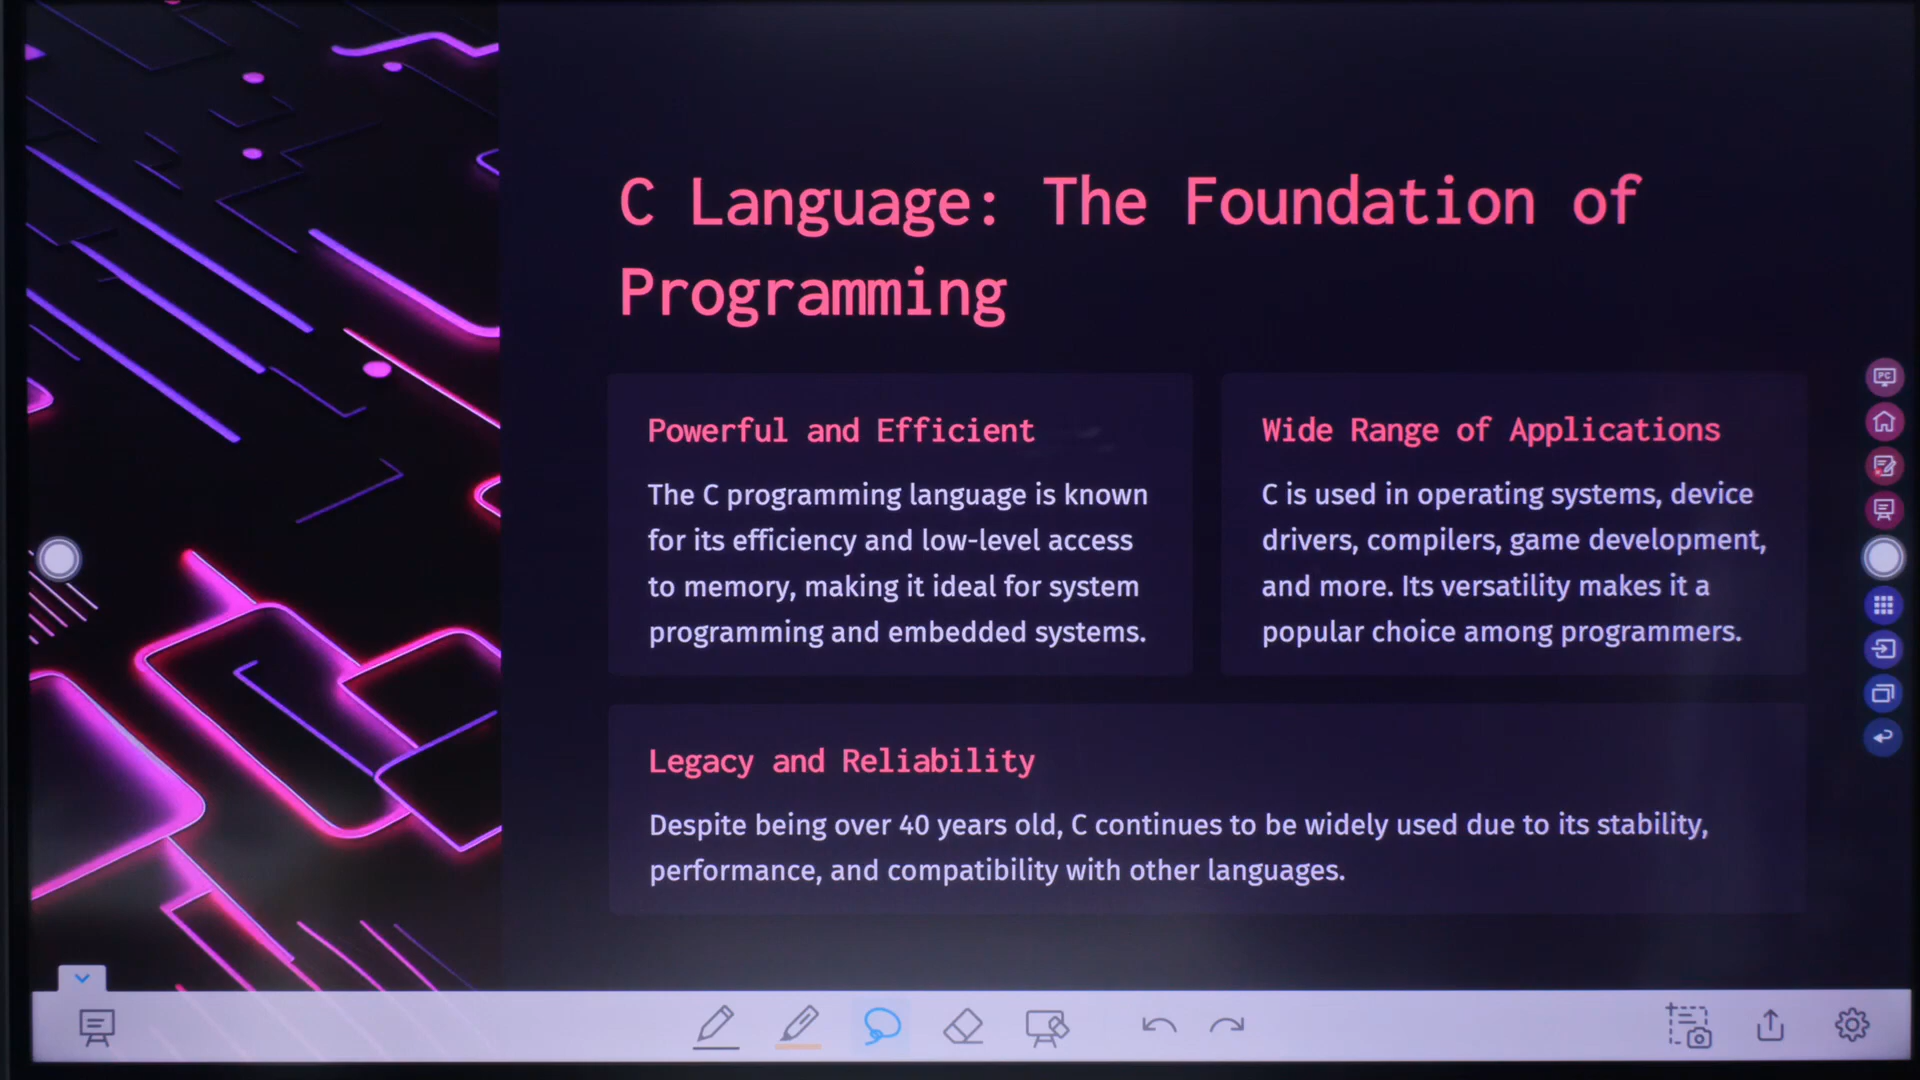 C Language: The Foundation of
Programming
Powerful and Efficient
The C programming language is known
for its efficiency and low-level access
to memory, making it ideal for system
programming and embedded systems.
Wide Range of Applications
C is used in operating systems, device
drivers, compilers, game development,
and more. Its versatility makes it a
popular choice among programmers.
Legacy and Reliability
Despite being over 40 years old, C continues to be widely used due to its stability,
performance, and compatibility with other languages.
PC